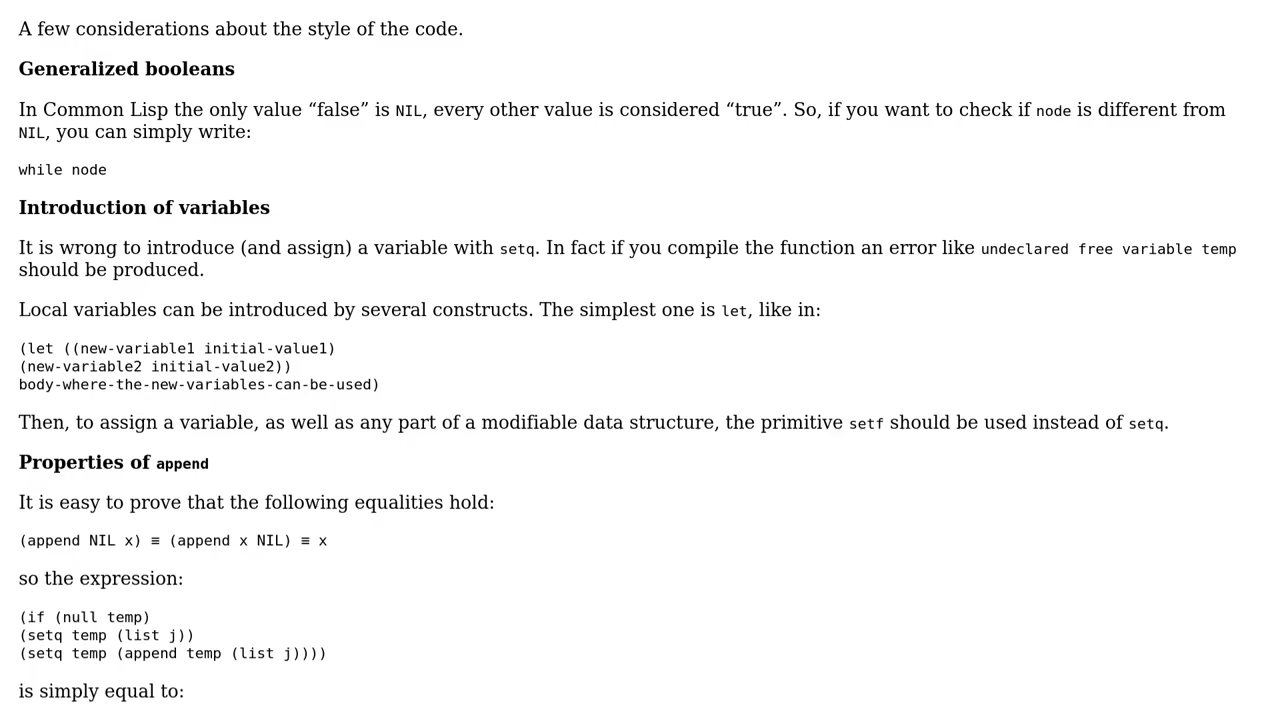 A few considerations about the style of the code.
Generalized booleans
In Common Lisp the only value “false” is NIL, every other value is considered “true”. So, if you want to check if node is different from
NIL, you can simply write:
while node
Introduction of variables
It is wrong to introduce (and assign) a variable with setq. In fact if you compile the function an error like undeclared free variable temp
should be produced.
Local variables can be introduced by several constructs. The simplest one is let, like in:
(let ((new-variable1 initial-value1)
(new-variable2 initial-value2))
body-where-the-new-variables-can-be-used)
Then, to assign a variable, as well as any part of a modifiable data structure, the primitive setf should be used instead of setq.
Properties of append
It is easy to prove that the following equalities hold:
(append NIL x) ≡ (append x NIL) ≡ x
so the expression:
(if (null temp)
(setq temp (list j))
(setq temp (append temp (list j))))
is simply equal to: